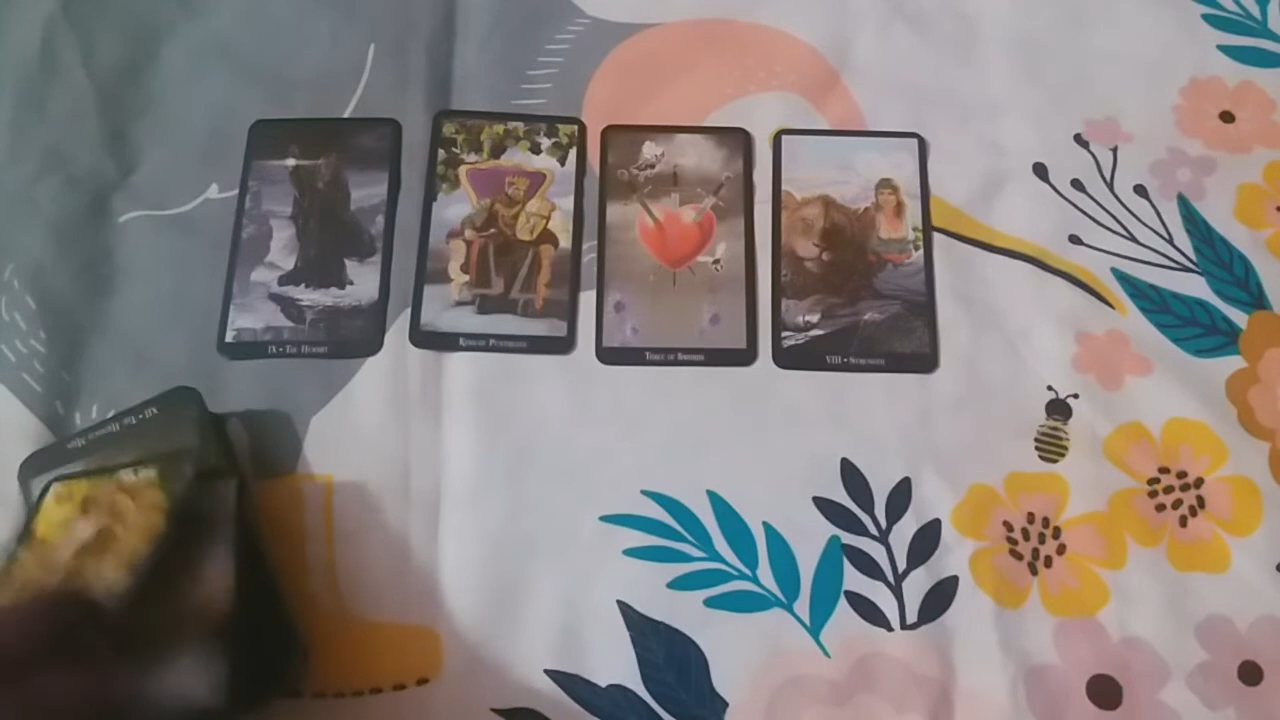 IX • The Hermit
King of Pentacles
Three of Swords
VIII • Strength
XII • The Hanged Man